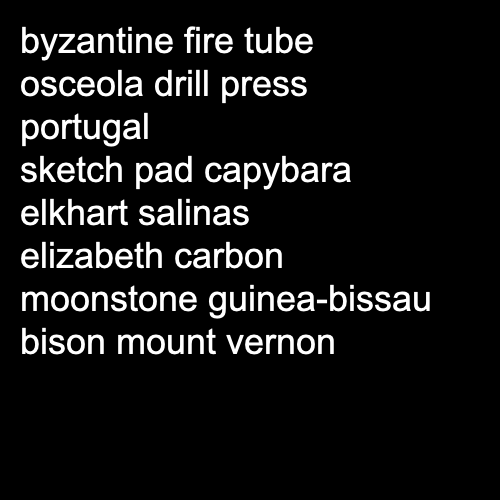 byzantine fire tube
osceola drill press
portugal
sketch pad capybara
elkhart salinas
elizabeth carbon
moonstone guinea-bissau
bison mount vernon